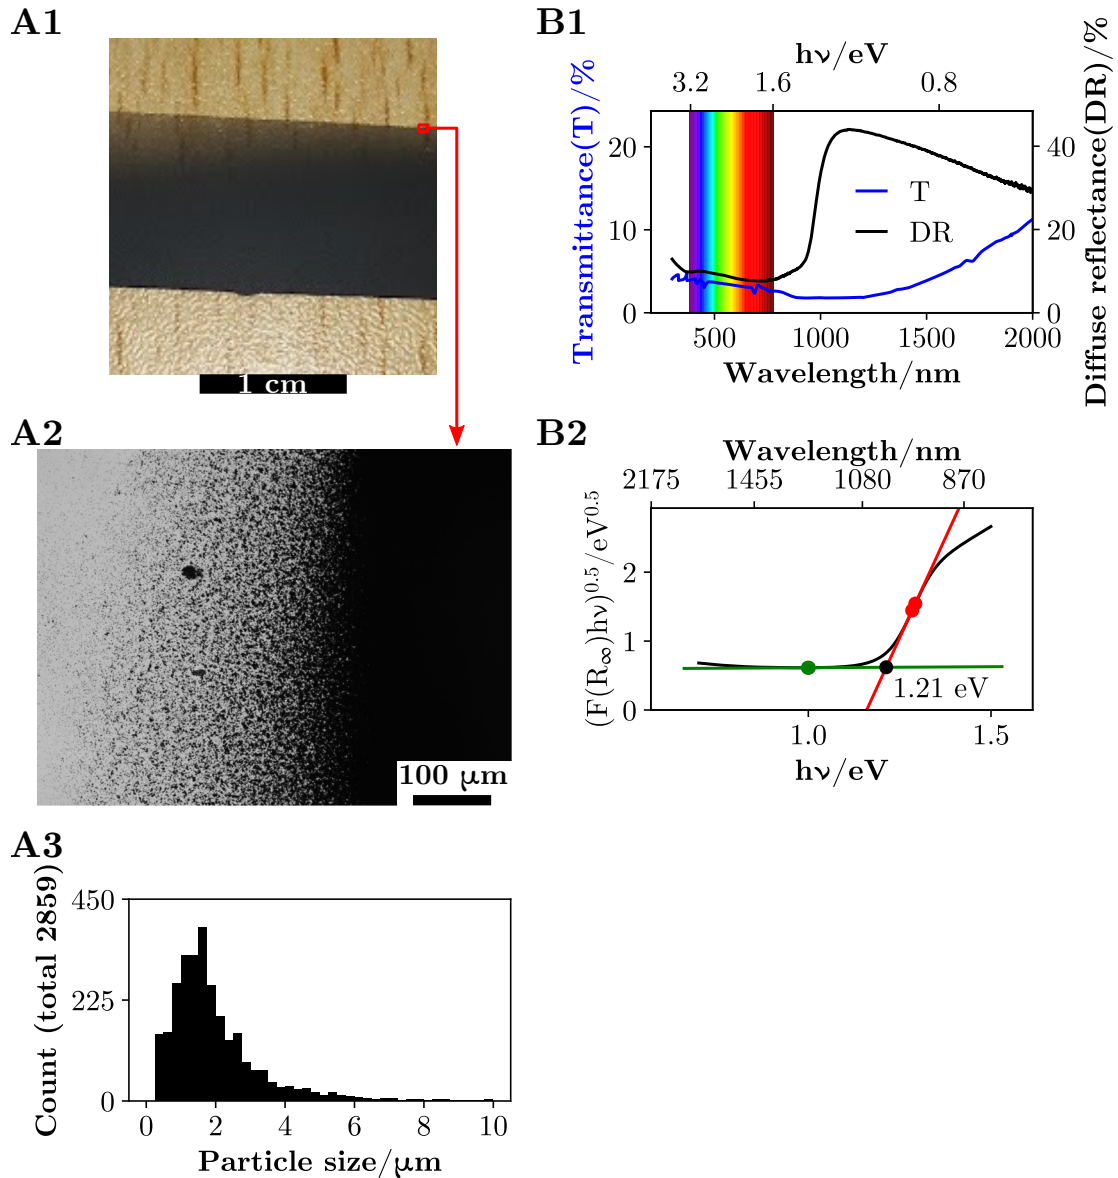 A1
1 cm
A2
100 μm
A3
Count (total 2859)
450
225
0
0 2 4 6 8 10
Particle size/μm
B1
hν/eV
3.2 1.6 0.8
Transmittance(T)/%
20
10
0
T
DR
40
20
0
Diffuse reflectance(DR)/%
500 1000 1500 2000
Wavelength/nm
B2
Wavelength/nm
2175 1455 1080 870
(F(R∞)hν)^0.5/eV^0.5
2
1
0
1.21 eV
1.0 1.5
hν/eV